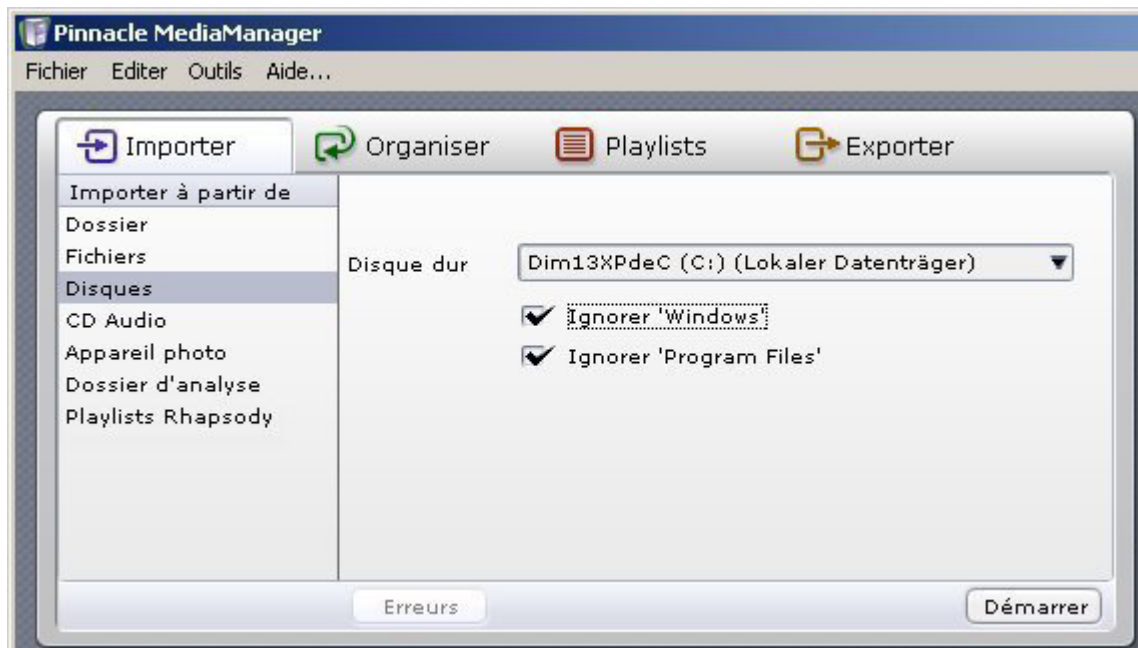 Pinnacle MediaManager
Fichier Editer Outils Aide...
Importer Organiser Playlists Exporter
Importer à partir de
Dossier
Fichiers
Disques
CD Audio
Appareil photo
Dossier d'analyse
Playlists Rhapsody
Disque dur Dim13XPdeC (C:) (Lokaler Datenträger)
Ignorer 'Windows'
Ignorer 'Program Files'
Erreurs Démarrer